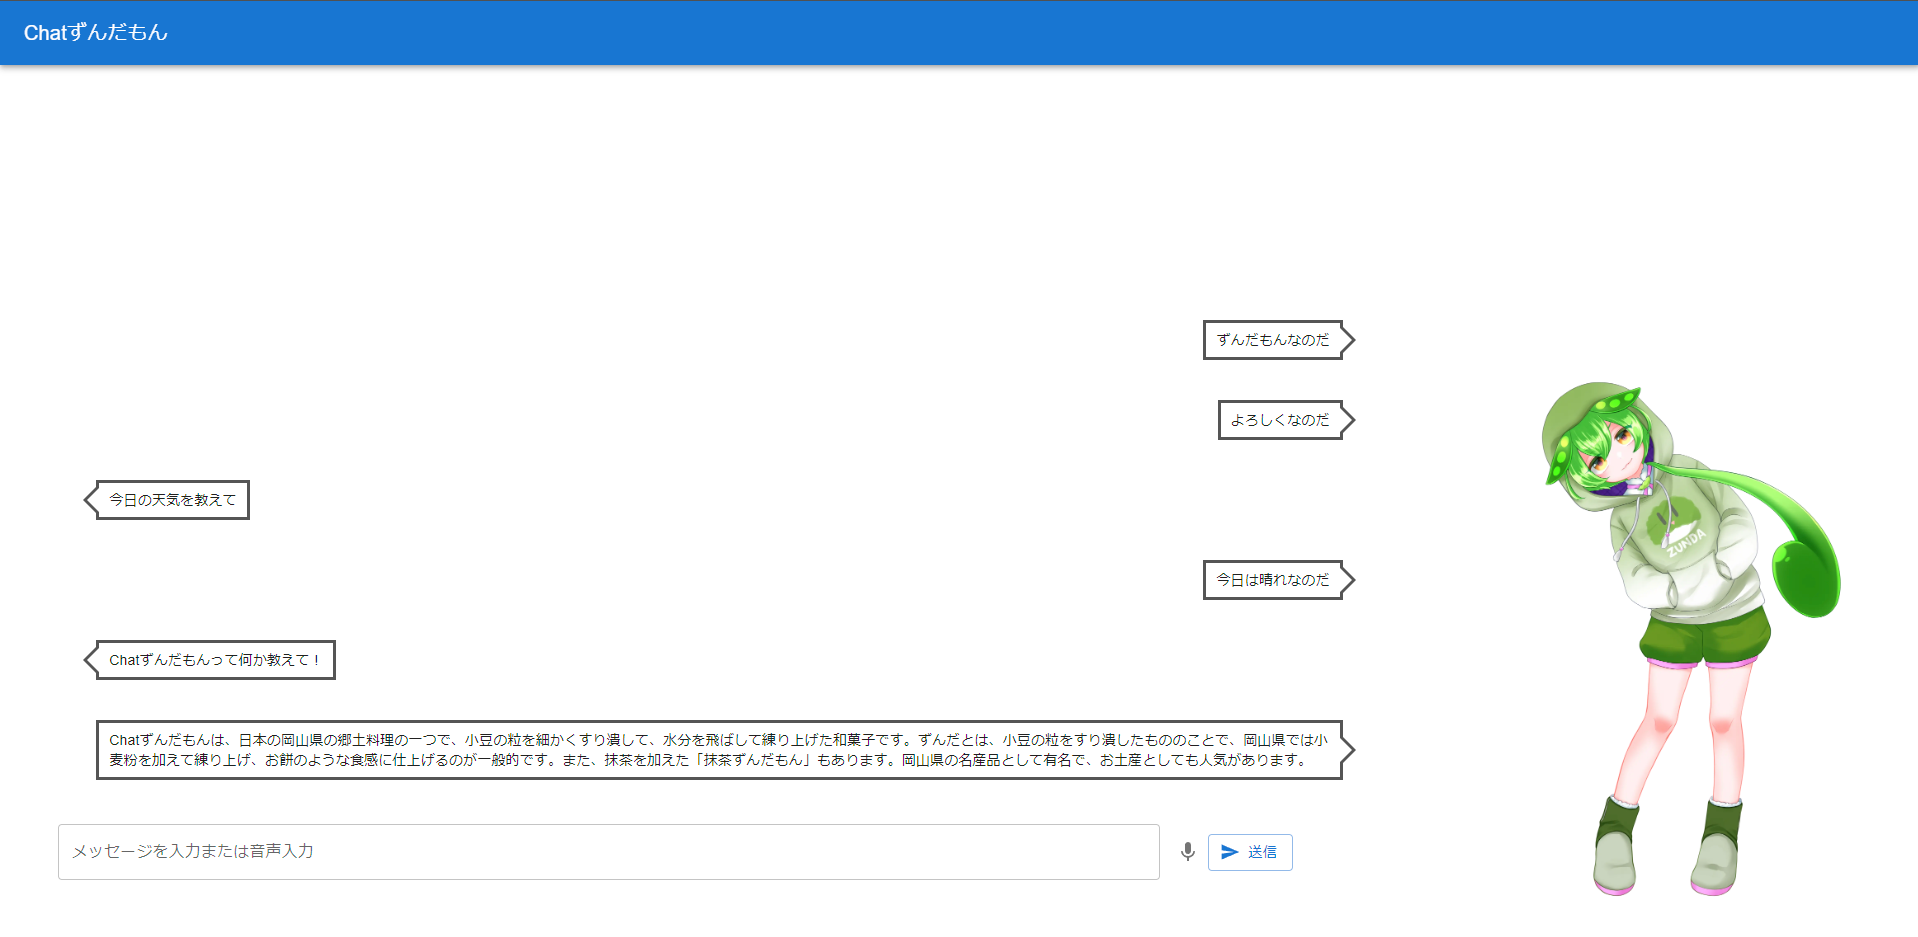 Chatずんだもん
ずんだもんなのだ
よろしくなのだ
今日の天気を教えて
ZUNDA
今日は晴れなのだ
Chatずんだもんって何か教えて！
Chatずんだもんは、日本の岡山県の郷土料理の一つで、小豆の粒を細かくすり潰して、水分を飛ばして練り上げた和菓子です。ずんだとは、小豆の粒をすり潰したもののことで、岡山県では小
麦粉を加えて練り上げ、お餅のような食感に仕上げるのが一般的です。また、抹茶を加えた「抹茶ずんだもん」もあります。岡山県の名産品として有名で、お土産としても人気があります。
メッセージを入力または音声入力
送信